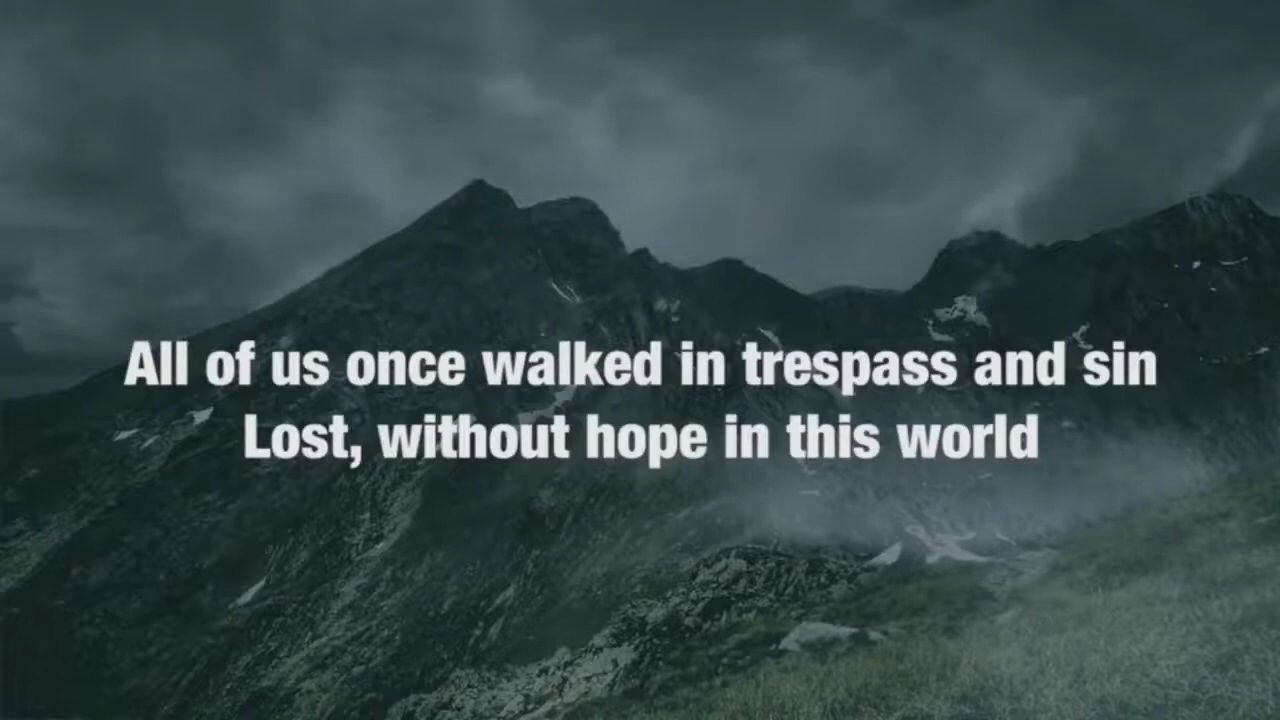 All of us once walked in trespass and sin
Lost, without hope in this world